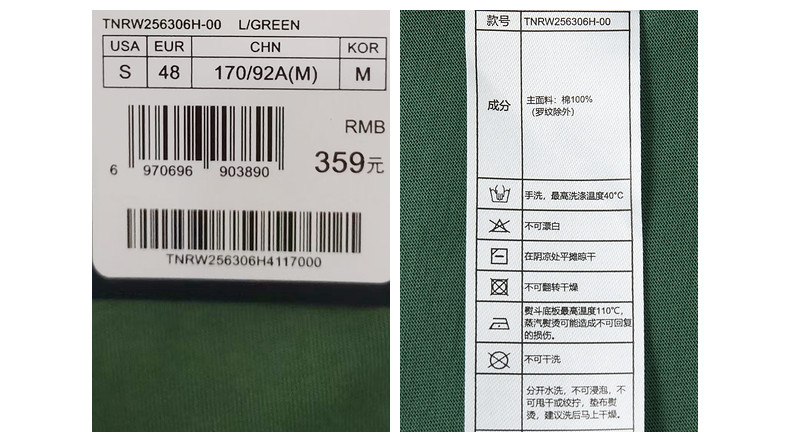 TNRW256306H-00 L/GREEN
USA EUR CHN KOR
S 48 170/92A(M) M
RMB
359元
6 970696 903890
TNRW256306H4117000
款号 TNRW256306H-00
成分 主面料：棉100%
（罗纹除外）
手洗，最高洗涤温度40°C
不可漂白
在阴凉处平摊晾干
不可翻转干燥
熨斗底板最高温度110℃，
蒸汽熨烫可能造成不可回复
的损伤。
不可干洗
分开水洗，不可浸泡，不
可甩干或绞拧，垫布熨
烫，建议洗后马上干燥。